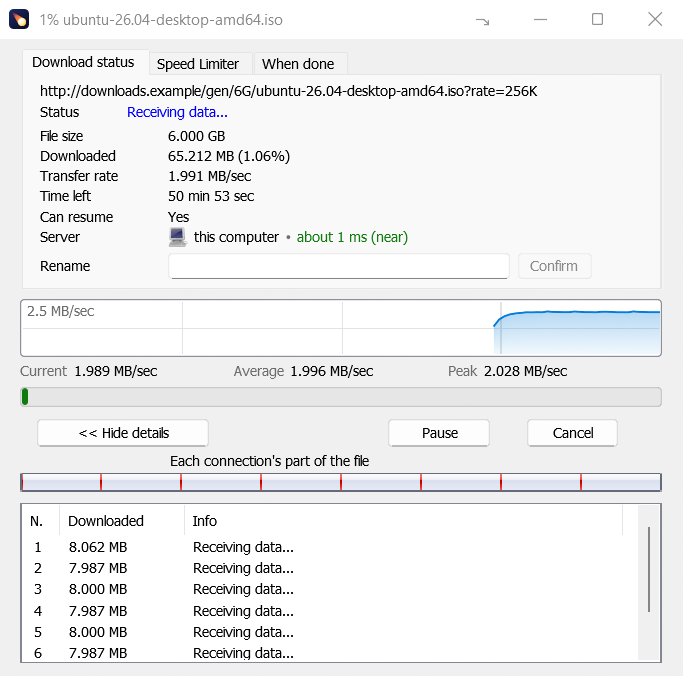 1% ubuntu-26.04-desktop-amd64.iso
Download status Speed Limiter When done
http://downloads.example/gen/6G/ubuntu-26.04-desktop-amd64.iso?rate=256K
Status Receiving data...
File size 6.000 GB
Downloaded 65.212 MB (1.06%)
Transfer rate 1.991 MB/sec
Time left 50 min 53 sec
Can resume Yes
Server this computer • about 1 ms (near)
Rename Confirm
2.5 MB/sec
Current 1.989 MB/sec Average 1.996 MB/sec Peak 2.028 MB/sec
<< Hide details Pause Cancel
Each connection's part of the file
N. Downloaded Info
1 8.062 MB Receiving data...
2 7.987 MB Receiving data...
3 8.000 MB Receiving data...
4 7.987 MB Receiving data...
5 8.000 MB Receiving data...
6 7.987 MB Receiving data...